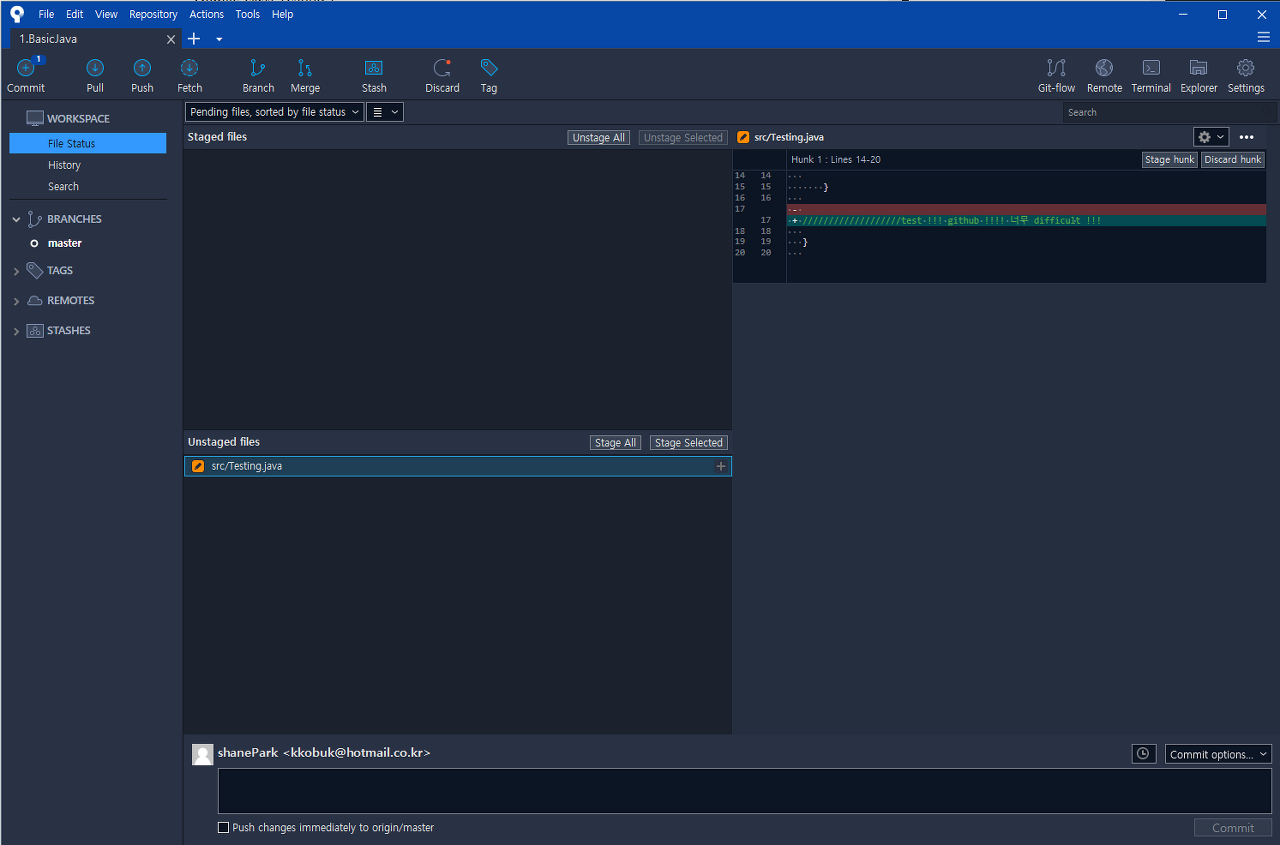 File Edit View Repository Actions Tools Help
1.BasicJava
1
Commit Pull Push Fetch Branch Merge Stash Discard Tag Git-flow Remote Terminal Explorer Settings
WORKSPACE
File Status
History
Search
BRANCHES
master
TAGS
REMOTES
STASHES
Pending files, sorted by file status
Search
Staged files Unstage All Unstage Selected
Unstaged files Stage All Stage Selected
src/Testing.java
src/Testing.java
Hunk 1 : Lines 14-20 Stage hunk Discard hunk
14 14 ...
15 15 ·······}
16 16 ...
17 -·
17 +·///////////////////test·!!!·github·!!!!·너무 difficult !!!
18 18 ...
19 19 ···}
20 20 ...
shanePark <kkobuk@hotmail.co.kr>
Commit options...
Push changes immediately to origin/master
Commit